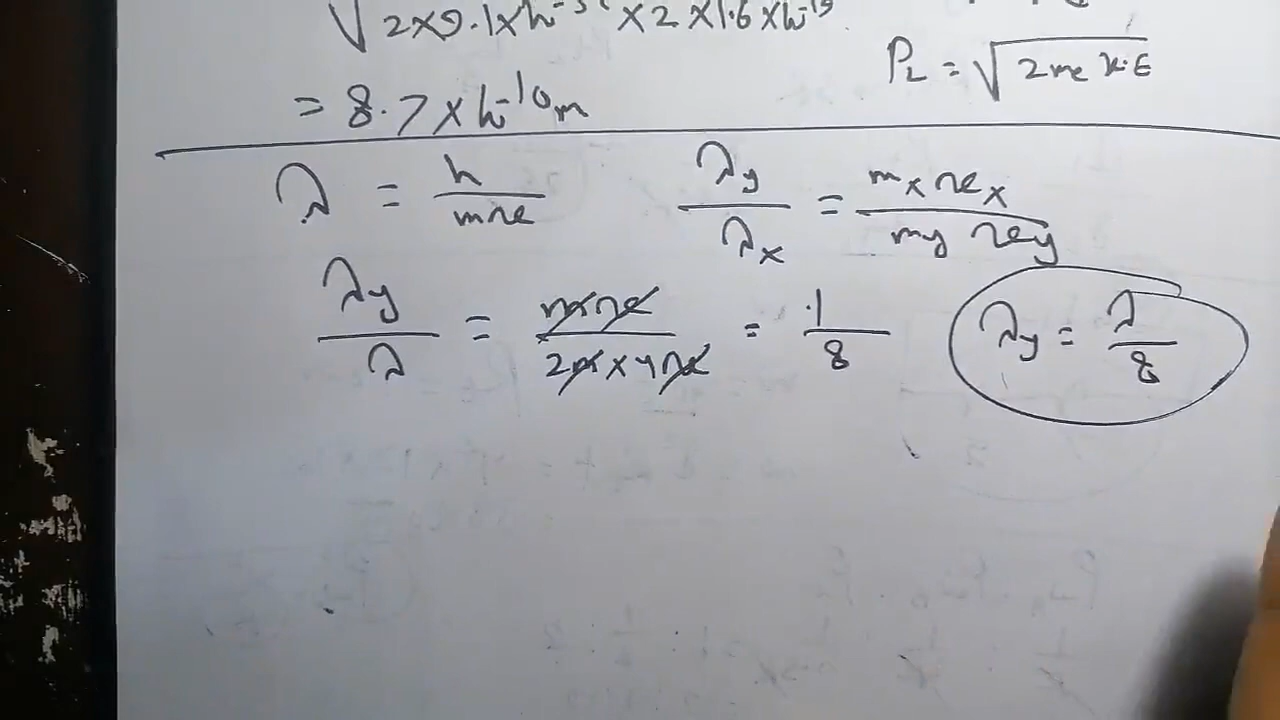 √2×9.1×10⁻³¹ ×2×1.6×10⁻¹⁹
= 8.7×10⁻¹⁰m
P₂ = √2me K.E
λ = h/mv
λy/λx = mx vx/my vy
λy/λ = mv/2m×4v = 1/8
λy = λ/8